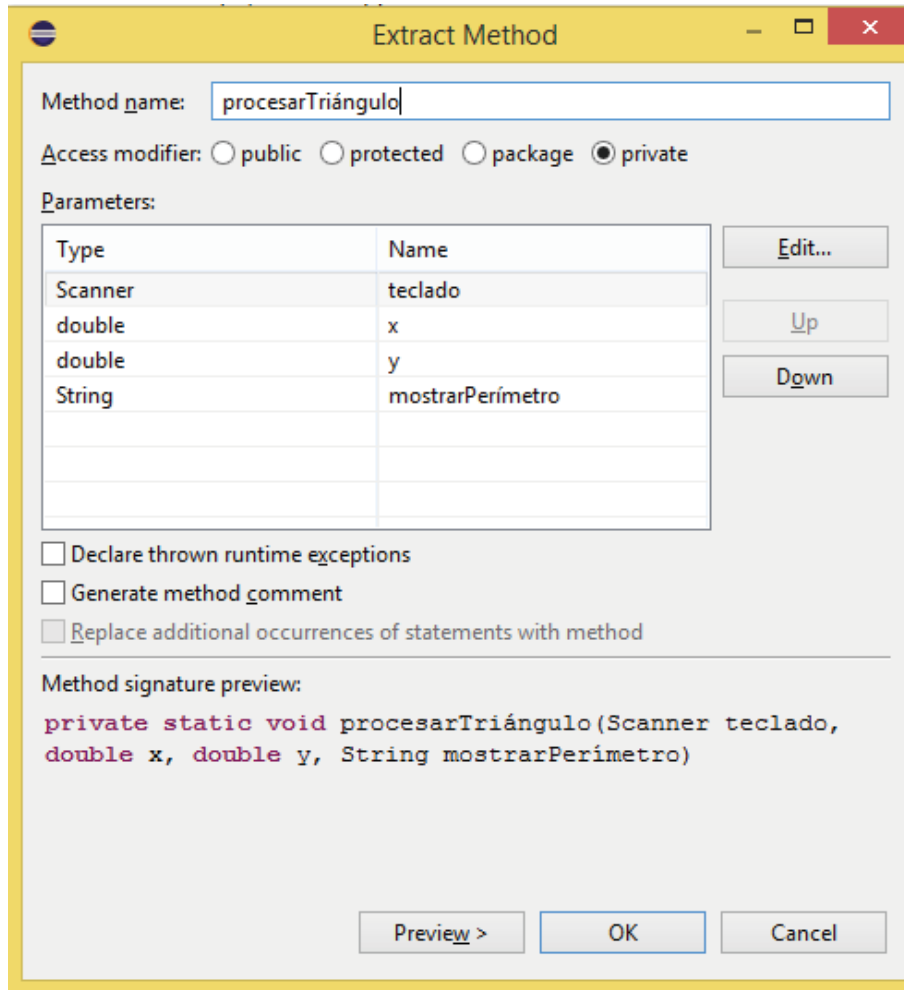 Extract Method
Method name: procesarTriángulo
Access modifier: public protected package private
Parameters:
Type Name Edit...
Scanner teclado
double x Up
double y
String mostrarPerímetro Down
Declare thrown runtime exceptions
Generate method comment
Replace additional occurrences of statements with method
Method signature preview:
private static void procesarTriángulo(Scanner teclado,
double x, double y, String mostrarPerímetro)
Preview > OK Cancel